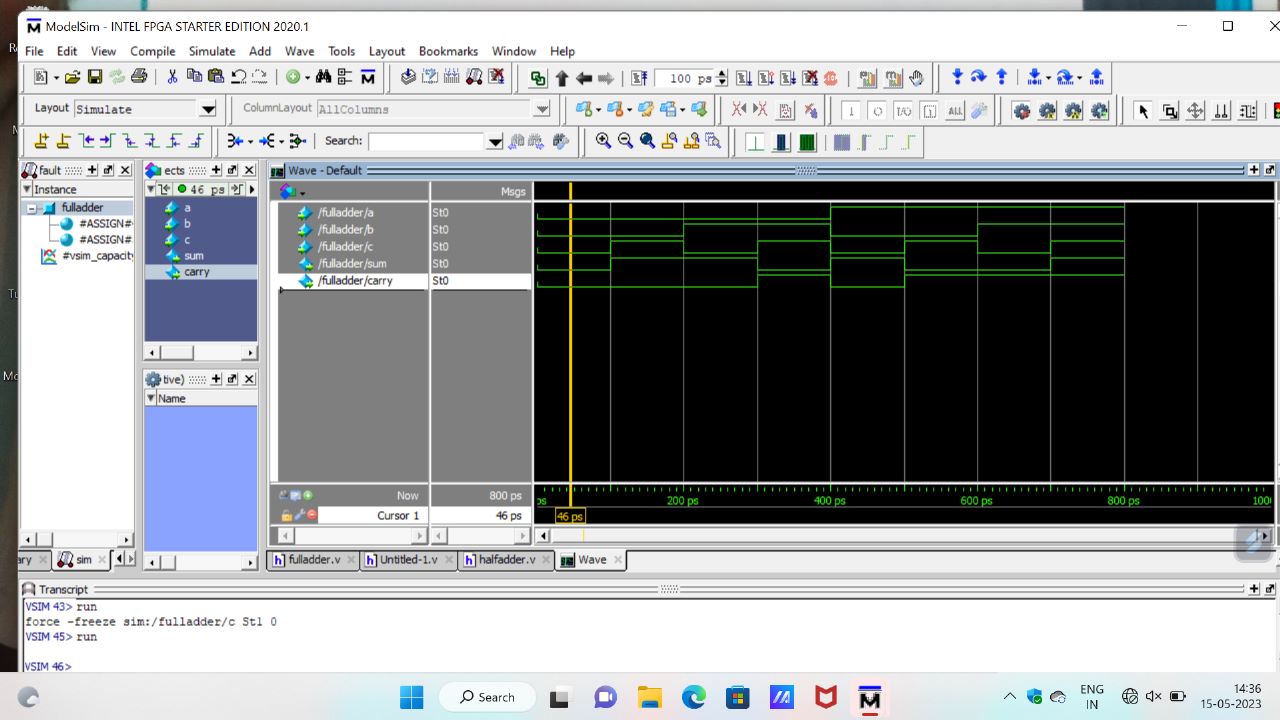 ModelSim - INTEL FPGA STARTER EDITION 2020.1
File Edit View Compile Simulate Add Wave Tools Layout Bookmarks Window Help
100 ps
Layout Simulate ColumnLayout AllColumns
Search:
fault
ects
Wave - Default
Instance
46 ps
Msgs
fulladder
#ASSIGN#
#ASSIGN#
#vsim_capacity
a
b
c
sum
carry
/fulladder/a St0
/fulladder/b St0
/fulladder/c St0
/fulladder/sum St0
/fulladder/carry St0
tive)
Name
Now 800 ps
200 ps 400 ps 600 ps 800 ps
Cursor 1 46 ps
46 ps
ary sim
fulladder.v Untitled-1.v halfadder.v Wave
Transcript
VSIM 43> run
force -freeze sim:/fulladder/c St1 0
VSIM 45> run
VSIM 46>
Search
ENG
IN
14:36
15-05-2023